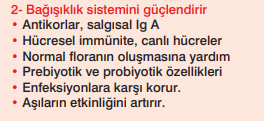 2- Bağışıklık sistemini güçlendirir
• Antikorlar, salgısal Ig A
• Hücresel immünite, canlı hücreler
• Normal floranın oluşmasına yardım
• Prebiyotik ve probiyotik özellikleri
• Enfeksiyonlara karşı korur.
• Aşıların etkinliğini artırır.